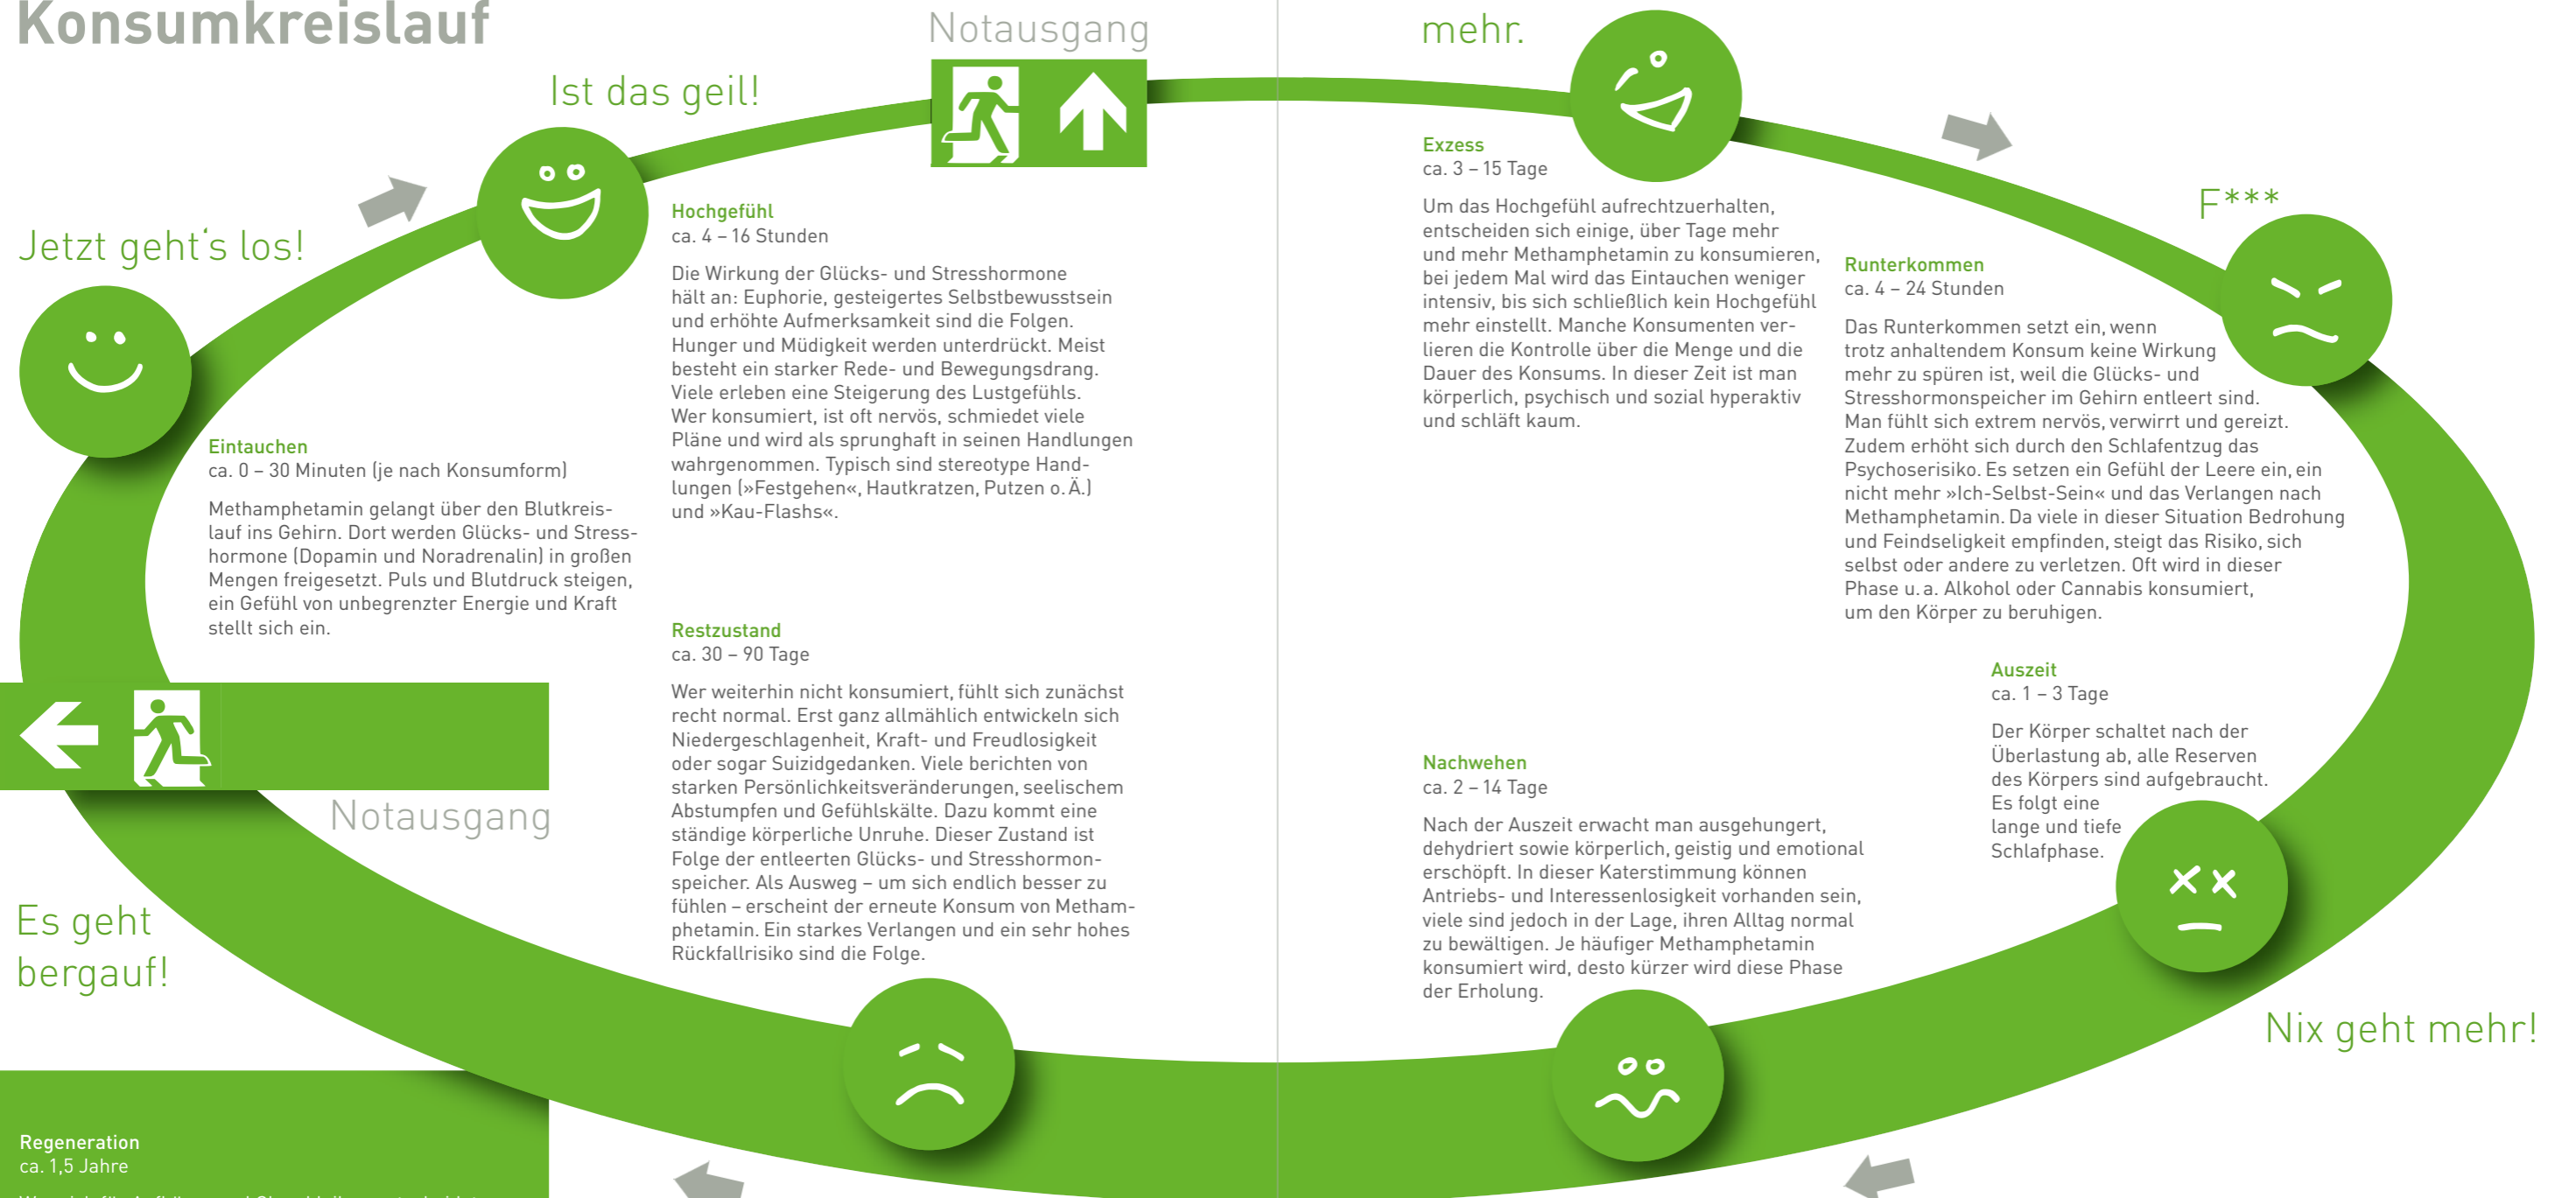 Konsumkreislauf
Notausgang
mehr.
Ist das geil!
Jetzt geht's los!
F***
Eintauchen
ca. 0 – 30 Minuten (je nach Konsumform)
Methamphetamin gelangt über den Blutkreis-
lauf ins Gehirn. Dort werden Glücks- und Stress-
hormone (Dopamin und Noradrenalin) in großen
Mengen freigesetzt. Puls und Blutdruck steigen,
ein Gefühl von unbegrenzter Energie und Kraft
stellt sich ein.
Hochgefühl
ca. 4 – 16 Stunden
Die Wirkung der Glücks- und Stresshormone
hält an: Euphorie, gesteigertes Selbstbewusstsein
und erhöhte Aufmerksamkeit sind die Folgen.
Hunger und Müdigkeit werden unterdrückt. Meist
besteht ein starker Rede- und Bewegungsdrang.
Viele erleben eine Steigerung des Lustgefühls.
Wer konsumiert, ist oft nervös, schmiedet viele
Pläne und wird als sprunghaft in seinen Handlungen
wahrgenommen. Typisch sind stereotype Hand-
lungen (»Festgehen«, Hautkratzen, Putzen o. Ä.)
und »Kau-Flashs«.
Exzess
ca. 3 – 15 Tage
Um das Hochgefühl aufrechtzuerhalten,
entscheiden sich einige, über Tage mehr
und mehr Methamphetamin zu konsumieren,
bei jedem Mal wird das Eintauchen weniger
intensiv, bis sich schließlich kein Hochgefühl
mehr einstellt. Manche Konsumenten ver-
lieren die Kontrolle über die Menge und die
Dauer des Konsums. In dieser Zeit ist man
körperlich, psychisch und sozial hyperaktiv
und schläft kaum.
Runterkommen
ca. 4 – 24 Stunden
Das Runterkommen setzt ein, wenn
trotz anhaltendem Konsum keine Wirkung
mehr zu spüren ist, weil die Glücks- und
Stresshormonspeicher im Gehirn entleert sind.
Man fühlt sich extrem nervös, verwirrt und gereizt.
Zudem erhöht sich durch den Schlafentzug das
Psychoserisiko. Es setzen ein Gefühl der Leere ein, ein
nicht mehr »Ich-Selbst-Sein« und das Verlangen nach
Methamphetamin. Da viele in dieser Situation Bedrohung
und Feindseligkeit empfinden, steigt das Risiko, sich
selbst oder andere zu verletzen. Oft wird in dieser
Phase u. a. Alkohol oder Cannabis konsumiert,
um den Körper zu beruhigen.
Auszeit
ca. 1 – 3 Tage
Der Körper schaltet nach der
Überlastung ab, alle Reserven
des Körpers sind aufgebraucht.
Es folgt eine
lange und tiefe
Schlafphase.
Nix geht mehr!
Nachwehen
ca. 2 – 14 Tage
Nach der Auszeit erwacht man ausgehungert,
dehydriert sowie körperlich, geistig und emotional
erschöpft. In dieser Katerstimmung können
Antriebs- und Interessenlosigkeit vorhanden sein,
viele sind jedoch in der Lage, ihren Alltag normal
zu bewältigen. Je häufiger Methamphetamin
konsumiert wird, desto kürzer wird diese Phase
der Erholung.
Restzustand
ca. 30 – 90 Tage
Wer weiterhin nicht konsumiert, fühlt sich zunächst
recht normal. Erst ganz allmählich entwickeln sich
Niedergeschlagenheit, Kraft- und Freudlosigkeit
oder sogar Suizidgedanken. Viele berichten von
starken Persönlichkeitsveränderungen, seelischem
Abstumpfen und Gefühlskälte. Dazu kommt eine
ständige körperliche Unruhe. Dieser Zustand ist
Folge der entleerten Glücks- und Stresshormon-
speicher. Als Ausweg – um sich endlich besser zu
fühlen – erscheint der erneute Konsum von Metham-
phetamin. Ein starkes Verlangen und ein sehr hohes
Rückfallrisiko sind die Folge.
Notausgang
Es geht
bergauf!
Regeneration
ca. 1,5 Jahre